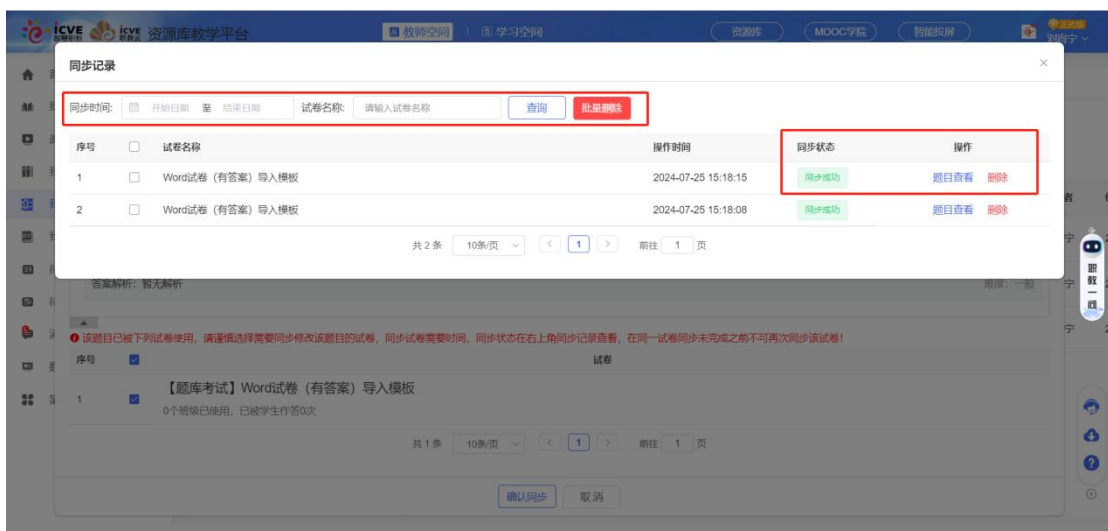 icve 智慧职教 icve 职教云 资源库教学平台 教师空间 学习空间 资源库 MOOC学院 智能投屏
同步记录
同步时间: 开始日期 至 结束日期 试卷名称: 请输入试卷名称 查询 批量删除
序号 试卷名称 操作时间 同步状态 操作
1 Word试卷（有答案）导入模板 2024-07-25 15:18:15 同步成功 题目查看 删除
2 Word试卷（有答案）导入模板 2024-07-25 15:18:08 同步成功 题目查看 删除
共 2 条 10条/页 1 前往 1 页
职教一问
答案解析：暂无解析 难度：一般
该题目已被下列试卷使用，请谨慎选择需要同步修改该题目的试卷，同步试卷需要时间，同步状态在右上角同步记录查看，在同一试卷同步未完成之前不可再次同步该试卷！
序号 试卷
1 【题库考试】Word试卷（有答案）导入模板
0个班级已使用，已被学生作答0次
共 1 条 10条/页 1 前往 1 页
确认同步 取消